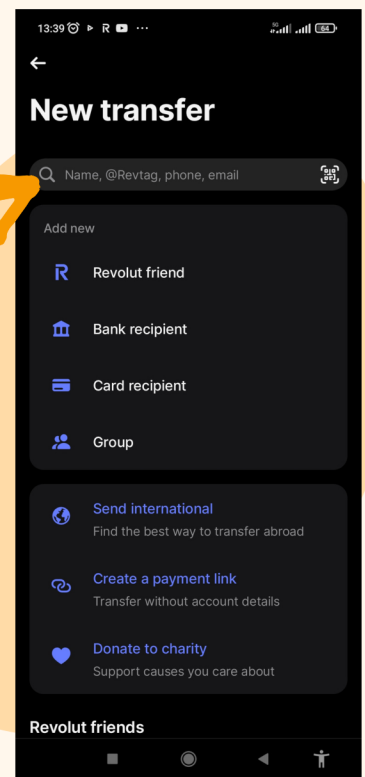 13:39
5G
64
New transfer
Name, @Revtag, phone, email
Add new
Revolut friend
Bank recipient
Card recipient
Group
Send international
Find the best way to transfer abroad
Create a payment link
Transfer without account details
Donate to charity
Support causes you care about
Revolut friends